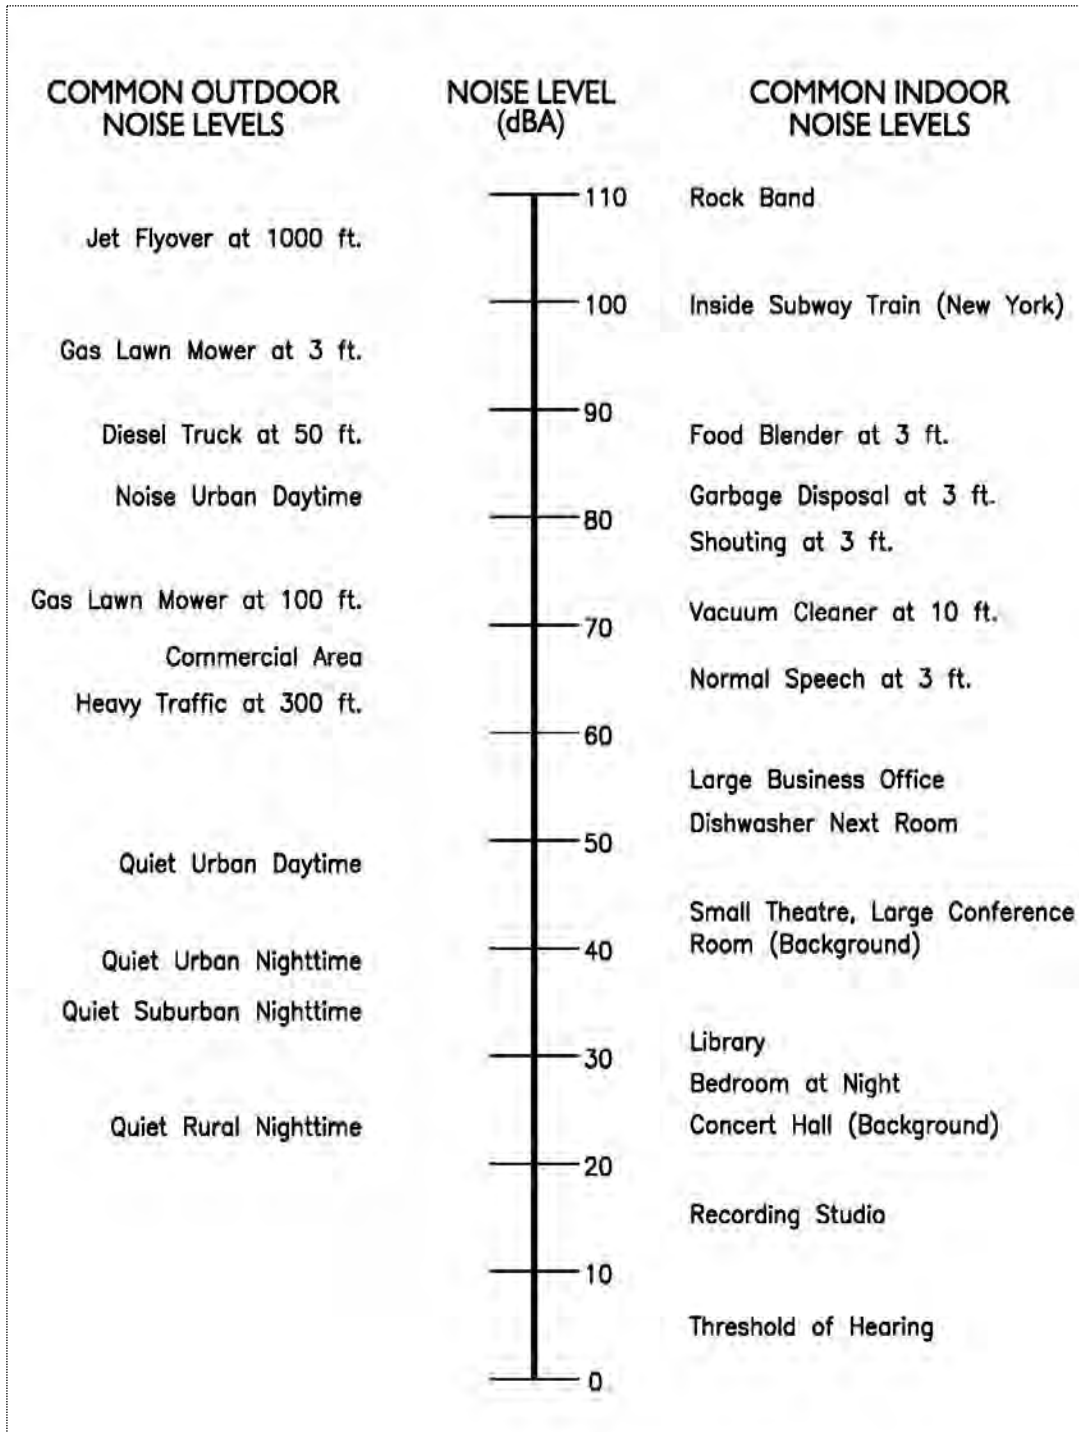 COMMON OUTDOOR
NOISE LEVELS
NOISE LEVEL
(dBA)
COMMON INDOOR
NOISE LEVELS
110
Rock Band
Jet Flyover at 1000 ft.
100
Inside Subway Train (New York)
Gas Lawn Mower at 3 ft.
90
Diesel Truck at 50 ft.
Food Blender at 3 ft.
Noise Urban Daytime
Garbage Disposal at 3 ft.
80
Shouting at 3 ft.
Gas Lawn Mower at 100 ft.
Vacuum Cleaner at 10 ft.
70
Commercial Area
Normal Speech at 3 ft.
Heavy Traffic at 300 ft.
60
Large Business Office
Dishwasher Next Room
50
Quiet Urban Daytime
Small Theatre, Large Conference
Room (Background)
40
Quiet Urban Nighttime
Quiet Suburban Nighttime
Library
30
Bedroom at Night
Quiet Rural Nighttime
Concert Hall (Background)
20
Recording Studio
10
Threshold of Hearing
0